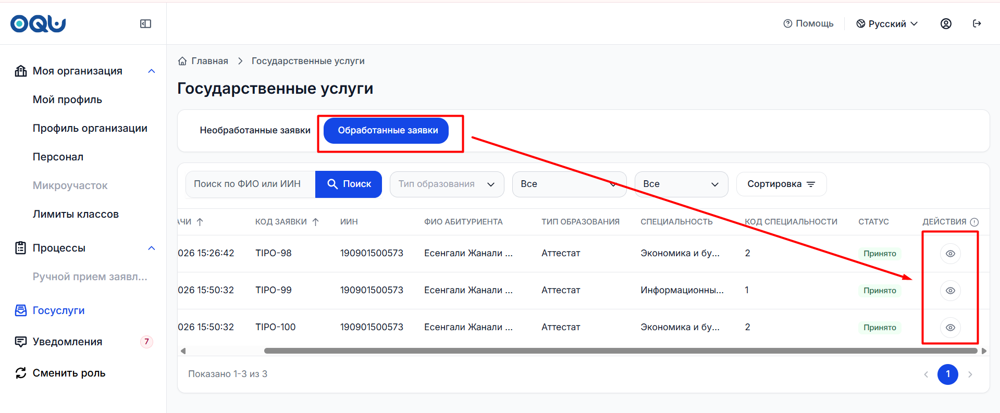 OQU
Помощь
Русский
Моя организация
Мой профиль
Профиль организации
Персонал
Микроучасток
Лимиты классов
Процессы
Ручной прием заявл...
Госуслуги
Уведомления 7
Сменить роль
Главная > Государственные услуги
Государственные услуги
Необработанные заявки Обработанные заявки
Поиск по ФИО или ИИН Поиск Тип образования Все Все Сортировка
АЧИ КОД ЗАЯВКИ ИИН ФИО АБИТУРИЕНТА ТИП ОБРАЗОВАНИЯ СПЕЦИАЛЬНОСТЬ КОД СПЕЦИАЛЬНОСТИ СТАТУС ДЕЙСТВИЯ
026 15:26:42 TIPO-98 190901500573 Есенгали Жанали ... Аттестат Экономика и бу... 2 Принято
026 15:50:32 TIPO-99 190901500573 Есенгали Жанали ... Аттестат Информационны... 1 Принято
026 15:50:32 TIPO-100 190901500573 Есенгали Жанали ... Аттестат Экономика и бу... 2 Принято
Показано 1-3 из 3
1